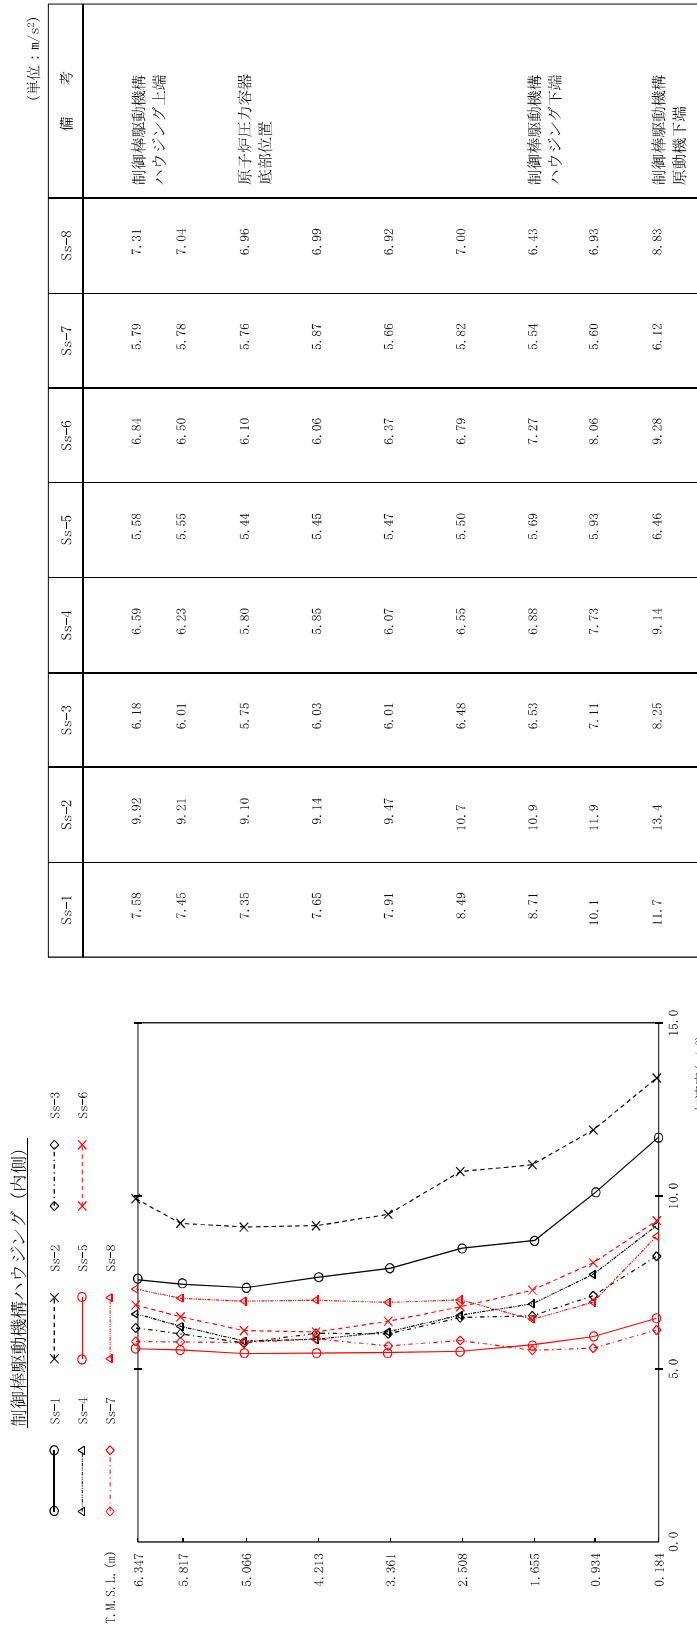 制御棒駆動機構ハウジング (内側)
Ss-1
Ss-2
Ss-3
Ss-4
Ss-5
Ss-6
Ss-7
Ss-8
T.M.S.L.(m)
6.347
5.817
5.066
4.213
3.361
2.508
1.655
0.934
0.184
0.0
5.0
10.0
15.0
(単位:m/s²)
Ss-1 Ss-2 Ss-3 Ss-4 Ss-5 Ss-6 Ss-7 Ss-8 備 考
7.58 9.92 6.18 6.59 5.58 6.84 5.79 7.31 制御棒駆動機構
ハウジング上端
7.45 9.21 6.01 6.23 5.55 6.50 5.78 7.04
7.35 9.10 5.75 5.80 5.44 6.10 5.76 6.96 原子炉圧力容器
底部位置
7.65 9.14 6.03 5.85 5.45 6.06 5.87 6.99
7.91 9.47 6.01 6.07 5.47 6.37 5.66 6.92
8.49 10.7 6.48 6.55 5.50 6.79 5.82 7.00
8.71 10.9 6.53 6.88 5.69 7.27 5.54 6.43 制御棒駆動機構
ハウジング下端
10.1 11.9 7.11 7.73 5.93 8.06 5.60 6.93
11.7 13.4 8.25 9.14 6.46 9.28 6.12 8.83 制御棒駆動機構
原動機下端